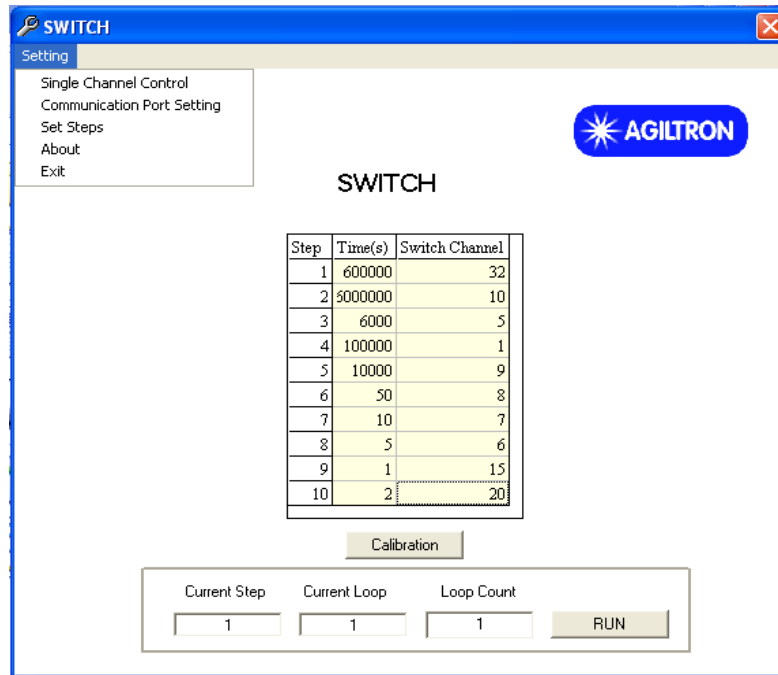 SWITCH
Setting
Single Channel Control
Communication Port Setting
Set Steps
About
Exit
AGILTRON
SWITCH
Step Time(s) Switch Channel
1 600000 32
2 6000000 10
3 6000 5
4 100000 1
5 10000 9
6 50 8
7 10 7
8 5 6
9 1 15
10 2 20
Calibration
Current Step Current Loop Loop Count
1 1 1 RUN